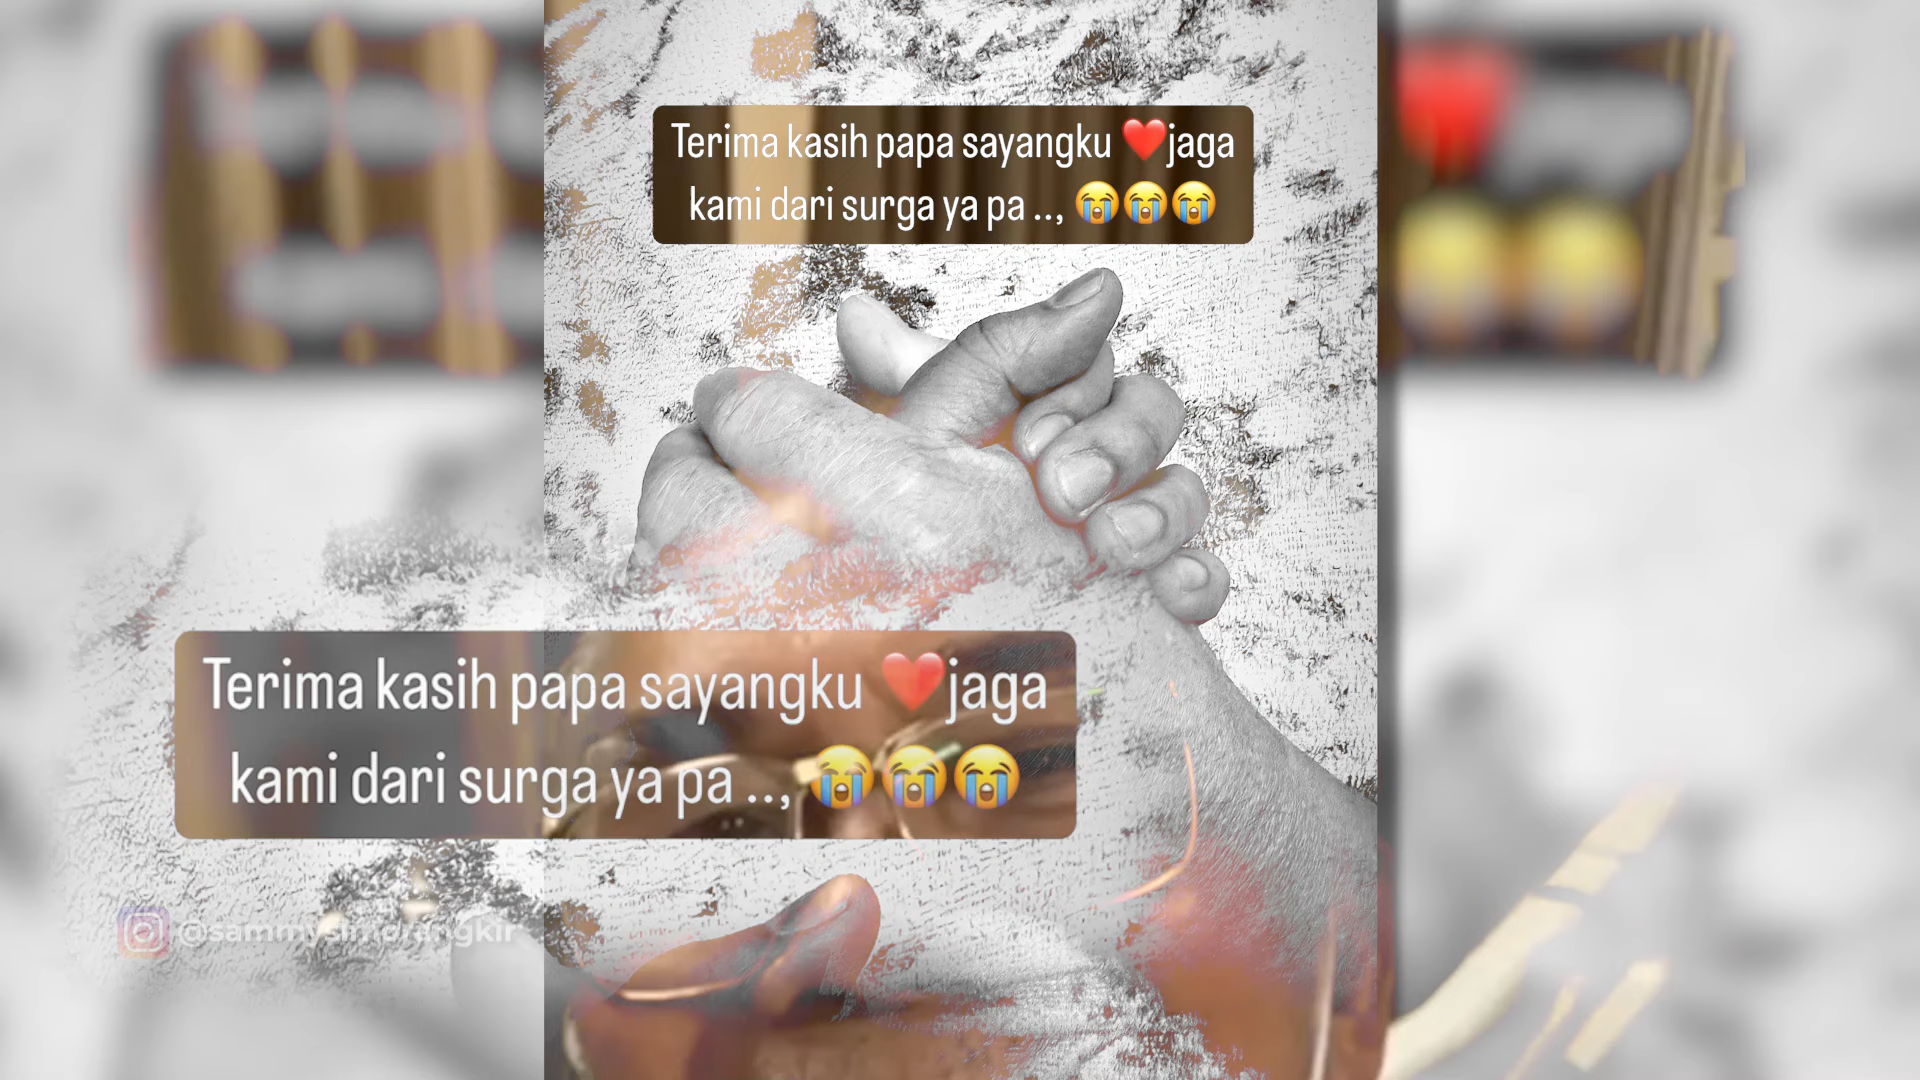 Terima kasih papa sayangku ❤️jaga
kami dari surga ya pa .., 😭😭😭
Terima kasih papa sayangku ❤️jaga
kami dari surga ya pa .., 😭😭😭
@sammysimorangkir